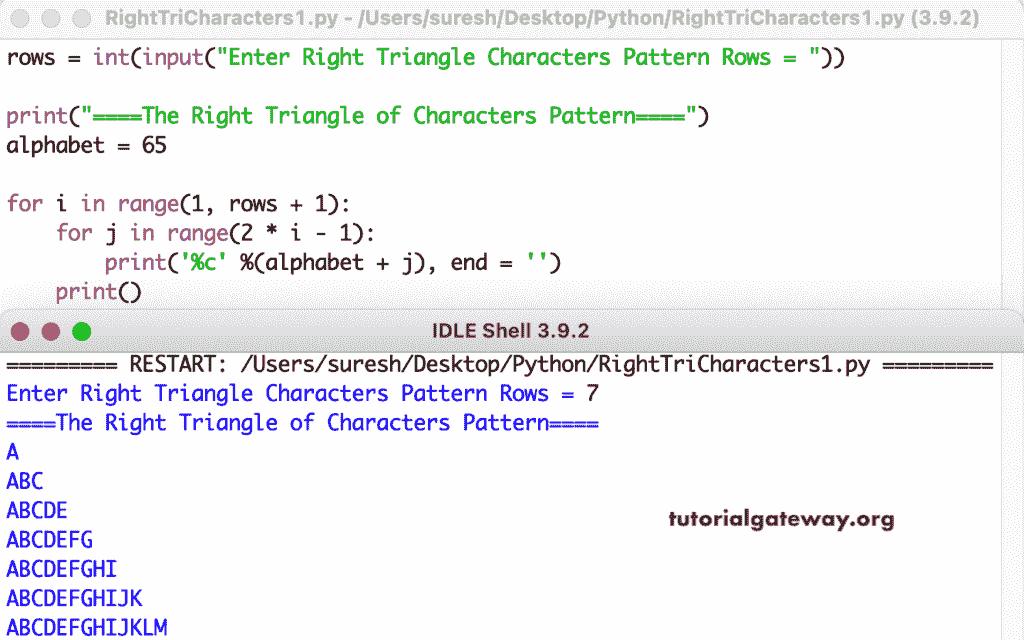 RightTriCharacters1.py - /Users/suresh/Desktop/Python/RightTriCharacters1.py (3.9.2)
rows = int(input("Enter Right Triangle Characters Pattern Rows = "))
print("====The Right Triangle of Characters Pattern====")
alphabet = 65
for i in range(1, rows + 1):
    for j in range(2 * i - 1):
        print('%c' %(alphabet + j), end = '')
    print()
IDLE Shell 3.9.2
========= RESTART: /Users/suresh/Desktop/Python/RightTriCharacters1.py =========
Enter Right Triangle Characters Pattern Rows = 7
====The Right Triangle of Characters Pattern====
A
ABC
ABCDE
ABCDEFG
ABCDEFGHI
ABCDEFGHIJK
ABCDEFGHIJKLM
tutorialgateway.org